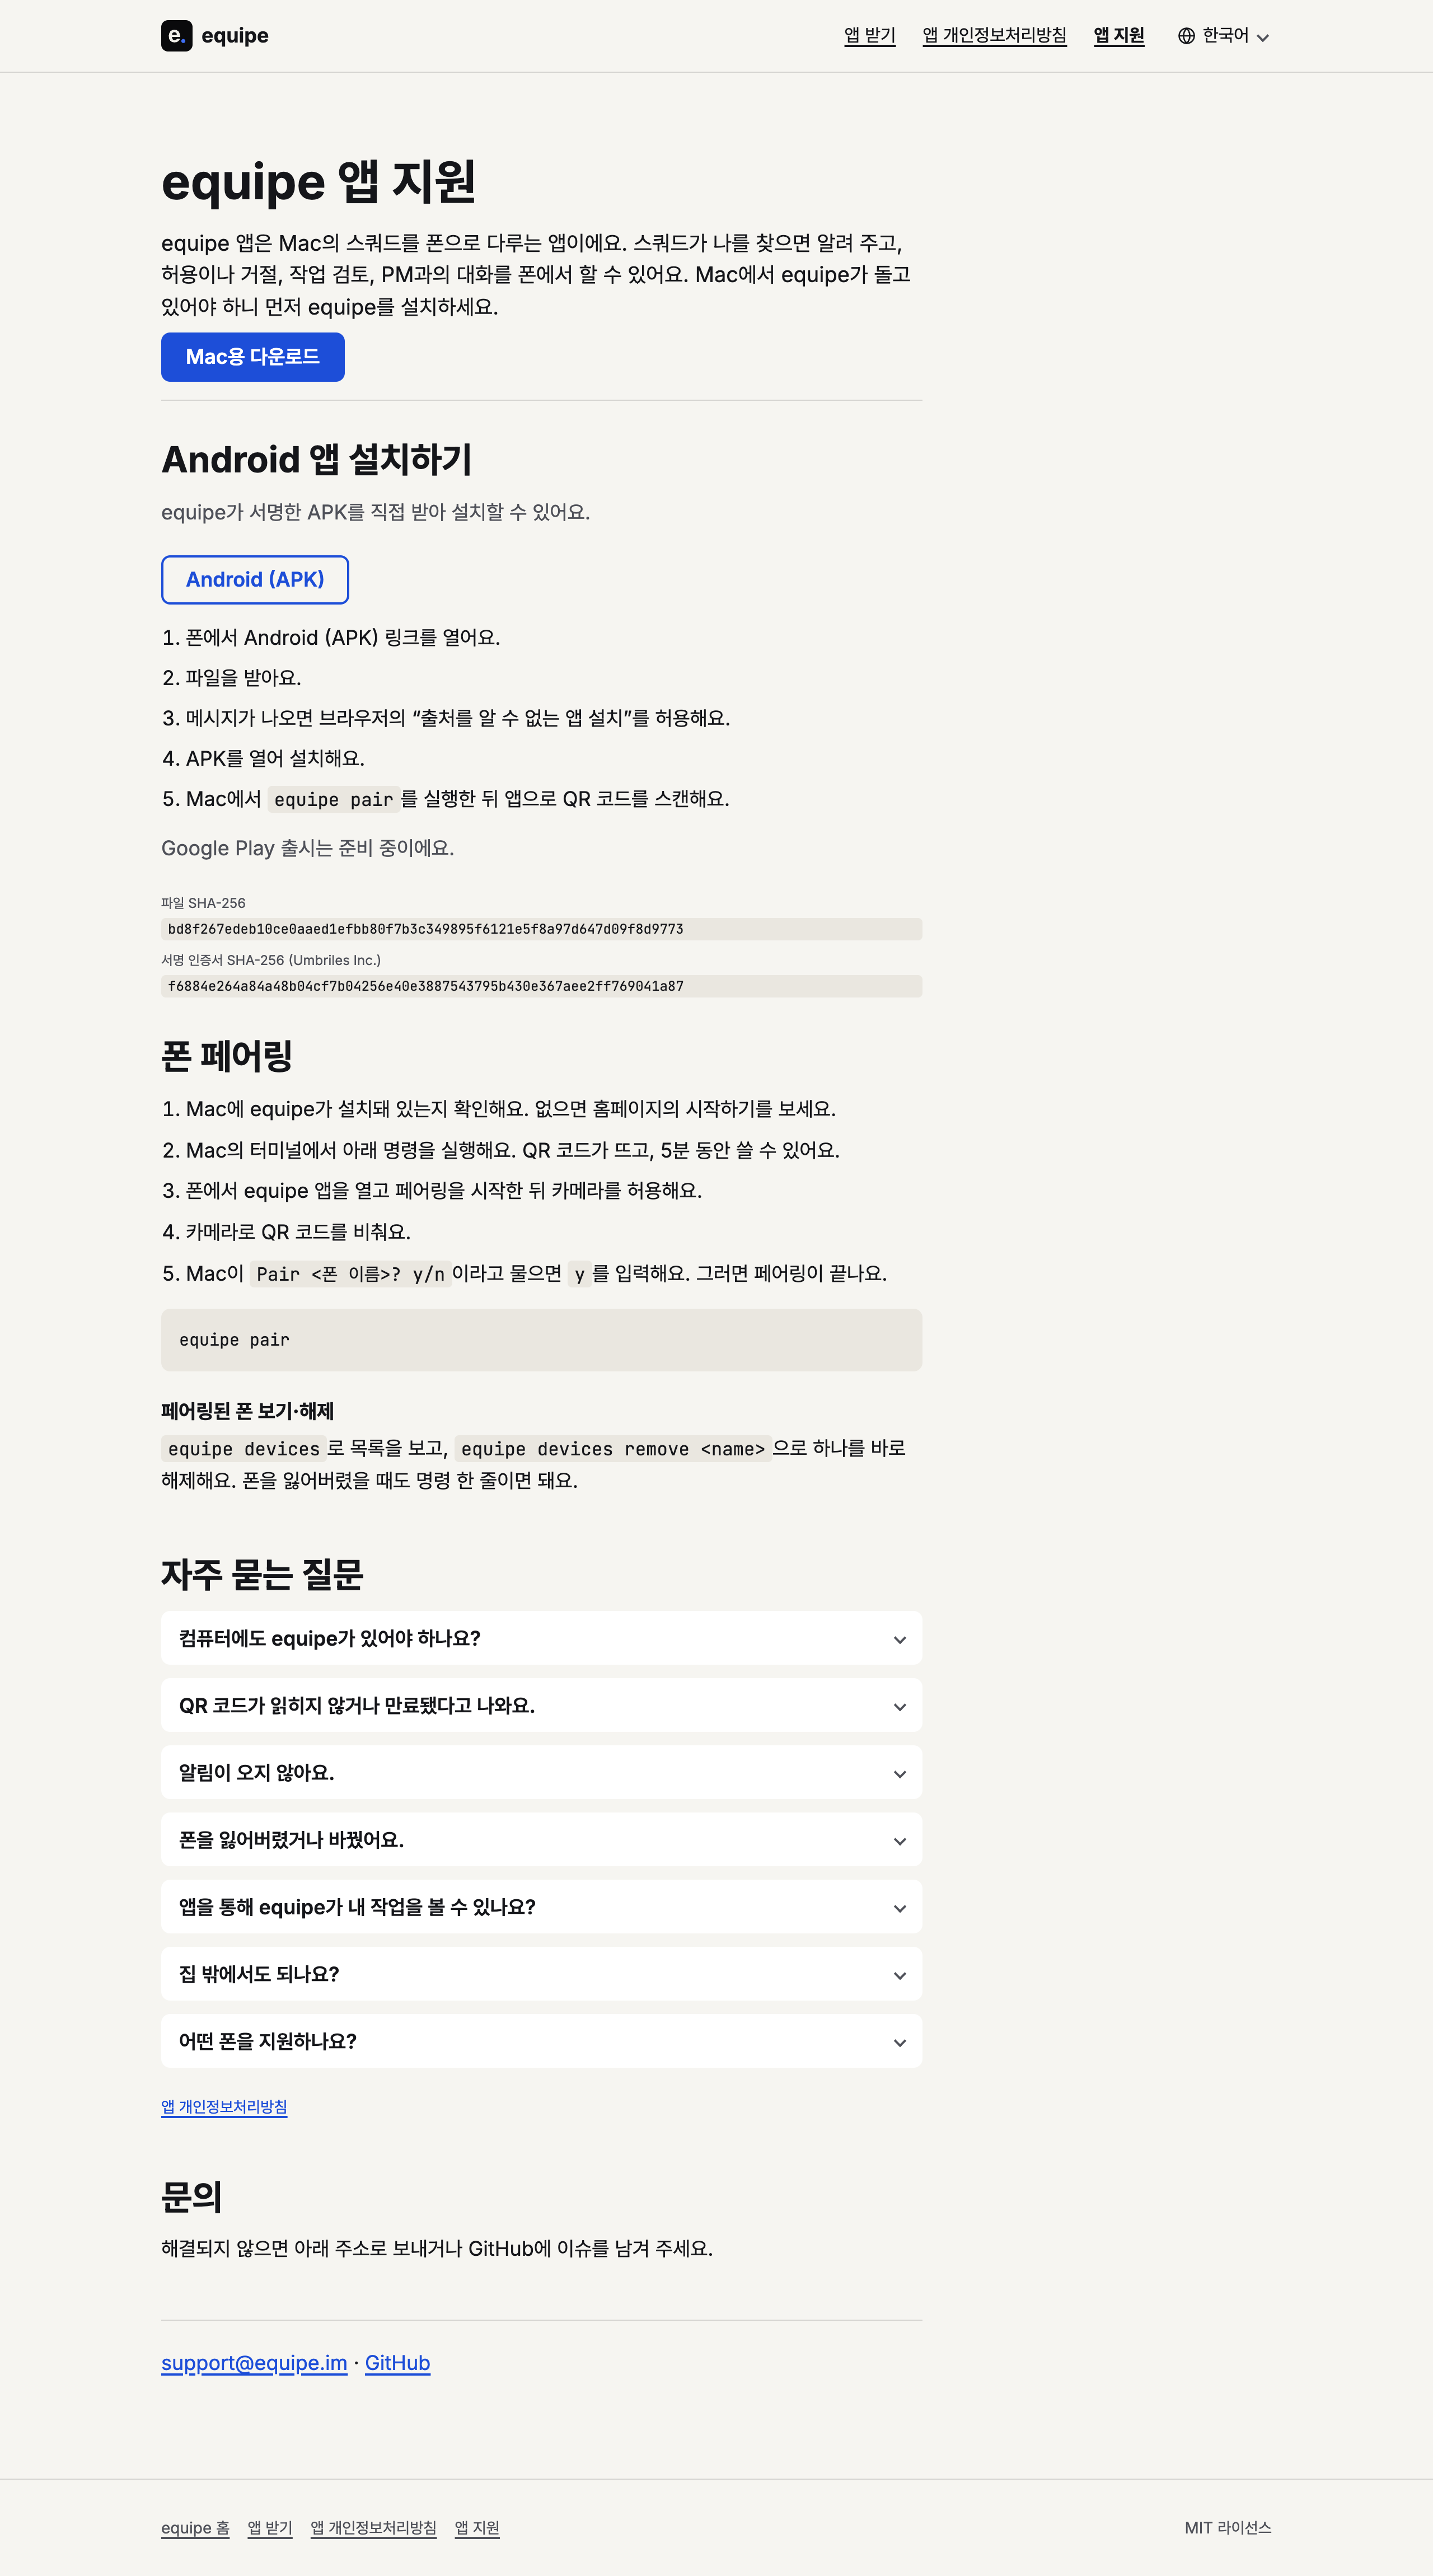 e. equipe
앱 받기 앱 개인정보처리방침 앱 지원 한국어
equipe 앱 지원
equipe 앱은 Mac의 스쿼드를 폰으로 다루는 앱이에요. 스쿼드가 나를 찾으면 알려 주고,
허용이나 거절, 작업 검토, PM과의 대화를 폰에서 할 수 있어요. Mac에서 equipe가 돌고
있어야 하니 먼저 equipe를 설치하세요.
Mac용 다운로드
Android 앱 설치하기
equipe가 서명한 APK를 직접 받아 설치할 수 있어요.
Android (APK)
1. 폰에서 Android (APK) 링크를 열어요.
2. 파일을 받아요.
3. 메시지가 나오면 브라우저의 “출처를 알 수 없는 앱 설치”를 허용해요.
4. APK를 열어 설치해요.
5. Mac에서 equipe pair를 실행한 뒤 앱으로 QR 코드를 스캔해요.
Google Play 출시는 준비 중이에요.
파일 SHA-256
bd8f267edeb10ce0aaed1efbb80f7b3c349895f6121e5f8a97d647d09f8d9773
서명 인증서 SHA-256 (Umbriles Inc.)
f6884e264a84a48b04cf7b04256e40e3887543795b430e367aee2ff769041a87
폰 페어링
1. Mac에 equipe가 설치돼 있는지 확인해요. 없으면 홈페이지의 시작하기를 보세요.
2. Mac의 터미널에서 아래 명령을 실행해요. QR 코드가 뜨고, 5분 동안 쓸 수 있어요.
3. 폰에서 equipe 앱을 열고 페어링을 시작한 뒤 카메라를 허용해요.
4. 카메라로 QR 코드를 비춰요.
5. Mac이 Pair <폰 이름>? y/n이라고 물으면 y를 입력해요. 그러면 페어링이 끝나요.
equipe pair
페어링된 폰 보기·해제
equipe devices로 목록을 보고, equipe devices remove <name>으로 하나를 바로
해제해요. 폰을 잃어버렸을 때도 명령 한 줄이면 돼요.
자주 묻는 질문
컴퓨터에도 equipe가 있어야 하나요?
QR 코드가 읽히지 않거나 만료됐다고 나와요.
알림이 오지 않아요.
폰을 잃어버렸거나 바꿨어요.
앱을 통해 equipe가 내 작업을 볼 수 있나요?
집 밖에서도 되나요?
어떤 폰을 지원하나요?
앱 개인정보처리방침
문의
해결되지 않으면 아래 주소로 보내거나 GitHub에 이슈를 남겨 주세요.
support@equipe.im · GitHub
equipe 홈 앱 받기 앱 개인정보처리방침 앱 지원 MIT 라이선스